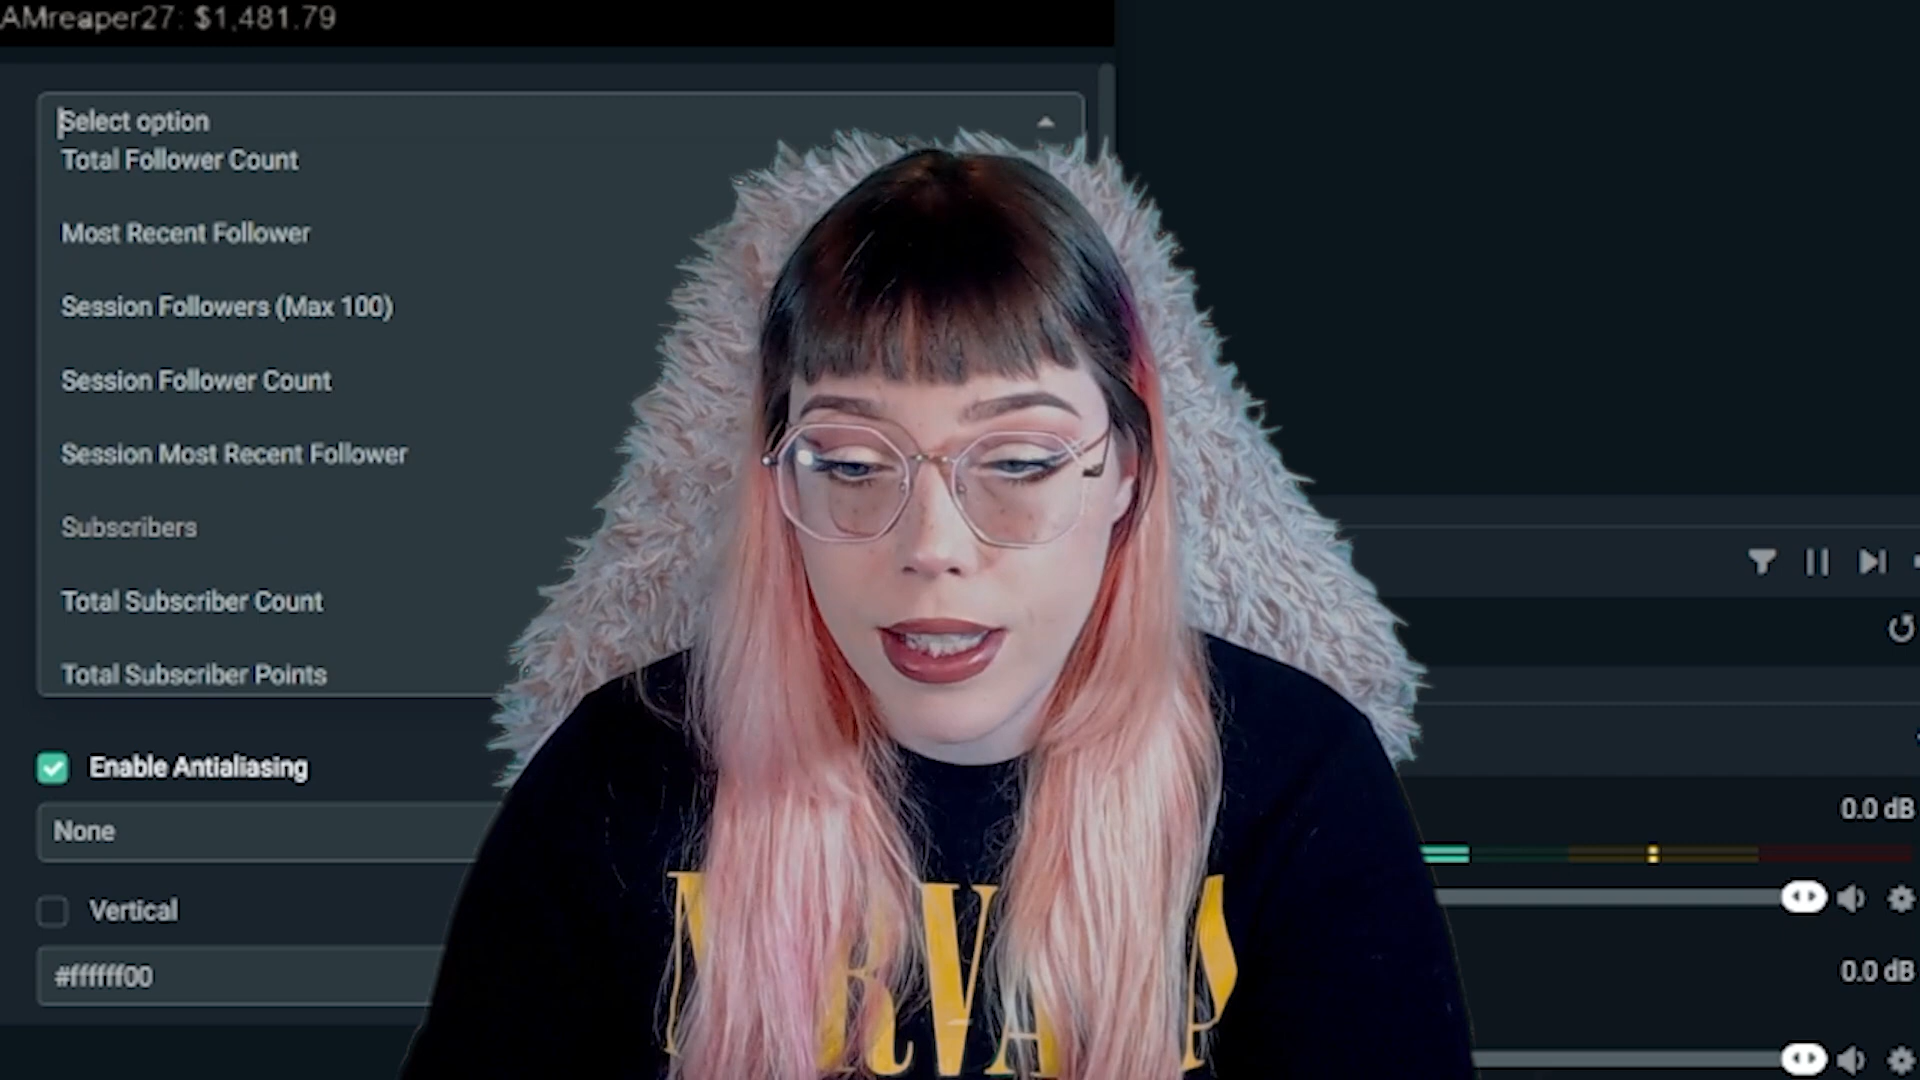 AMreaper27: $1,481.79
Select option
Total Follower Count
Most Recent Follower
Session Followers (Max 100)
Session Follower Count
Session Most Recent Follower
Subscribers
Total Subscriber Count
Total Subscriber Points
Enable Antialiasing
None
Vertical
#ffffff00
0.0 dB
0.0 dB